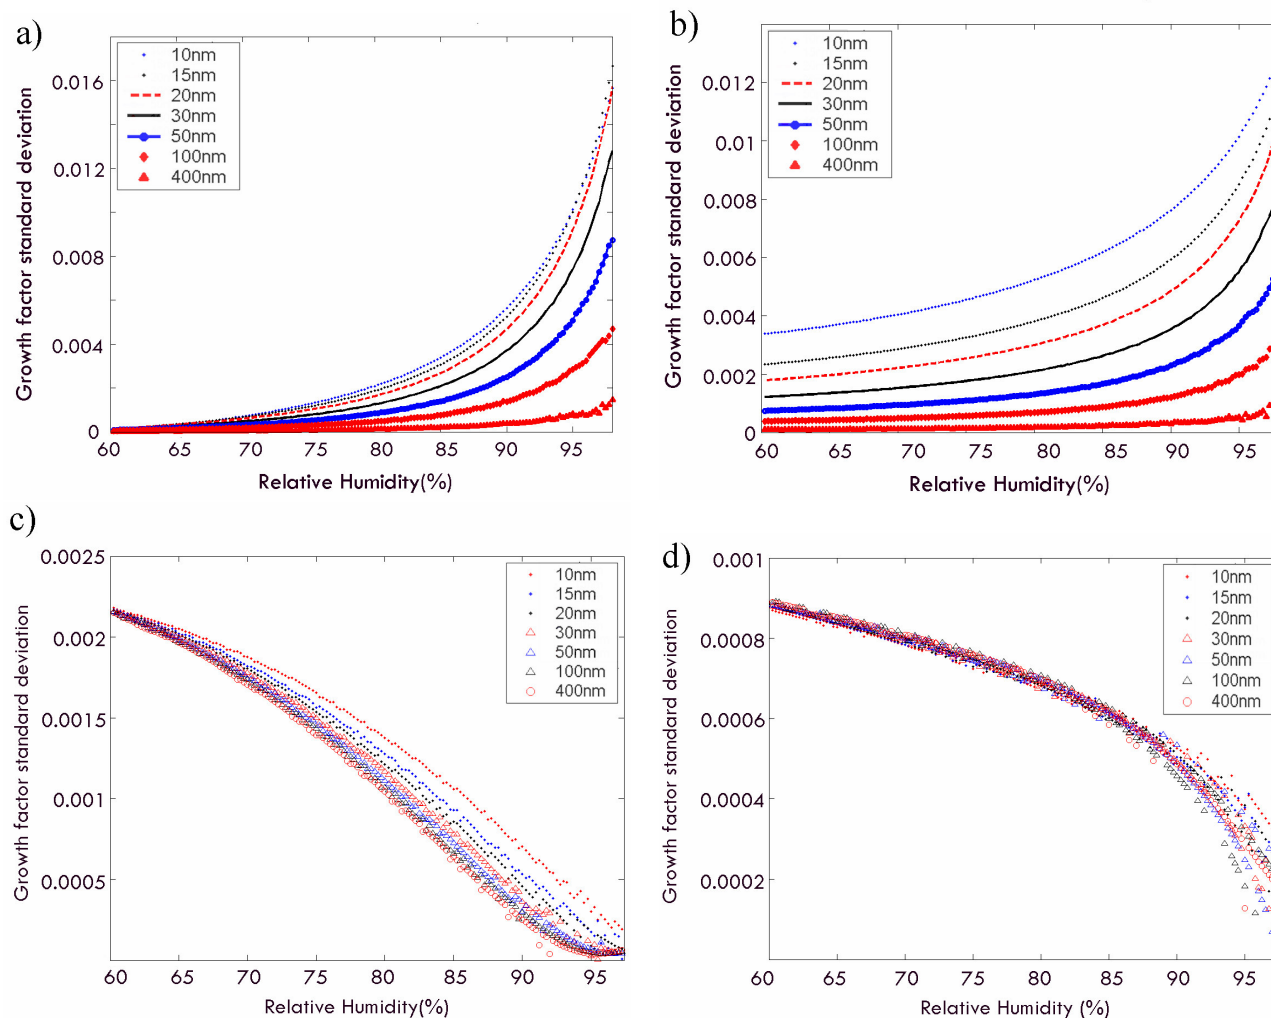 a)
10nm
15nm
20nm
30nm
50nm
100nm
400nm
0.016
0.012
0.008
0.004
0
Growth factor standard deviation
60 65 70 75 80 85 90 95
Relative Humidity(%)
b)
10nm
15nm
20nm
30nm
50nm
100nm
400nm
0.012
0.01
0.008
0.006
0.004
0.002
0
Growth factor standard deviation
60 65 70 75 80 85 90 95
Relative Humidity(%)
c)
10nm
15nm
20nm
30nm
50nm
100nm
400nm
0.0025
0.002
0.0015
0.001
0.0005
Growth factor standard deviation
60 65 70 75 80 85 90 95
Relative Humidity(%)
d)
10nm
15nm
20nm
30nm
50nm
100nm
400nm
0.001
0.0008
0.0006
0.0004
0.0002
Growth factor standard deviation
60 65 70 75 80 85 90 95
Relative Humidity (%)